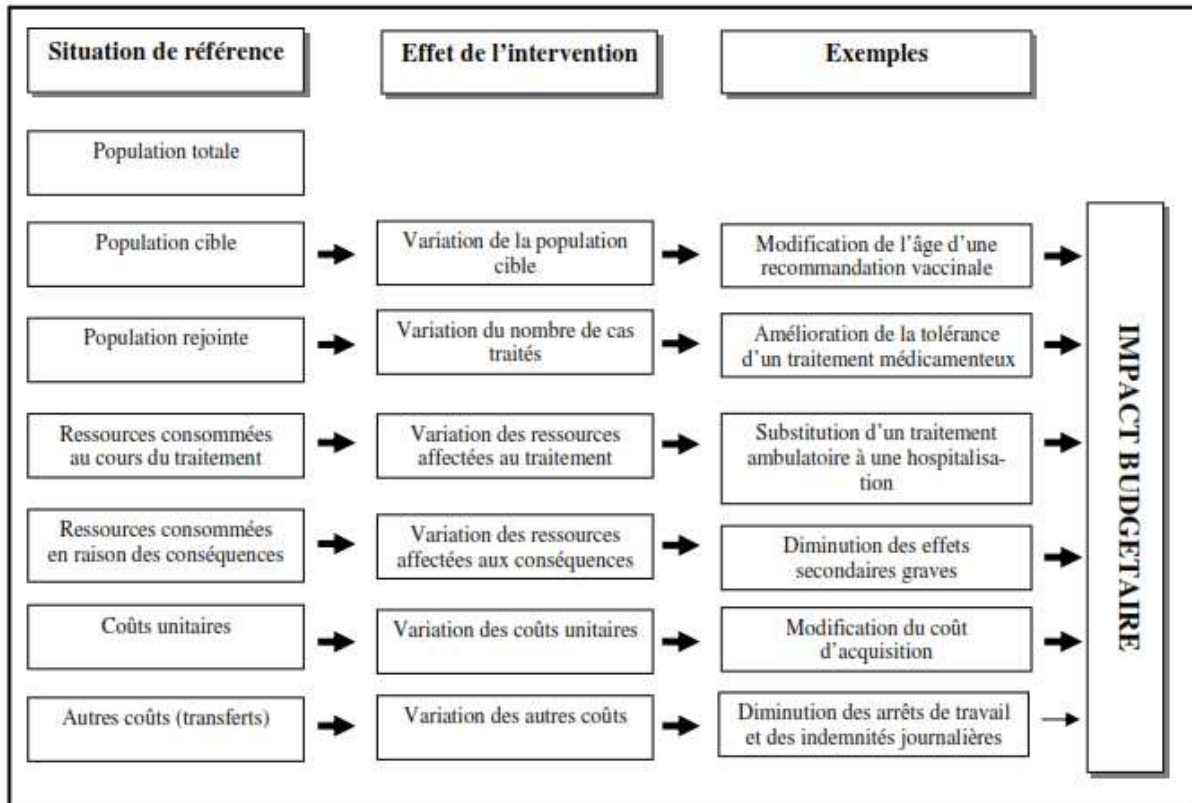 Situation de référence
Effet de l’intervention
Exemples
Population totale
Population cible
Variation de la population
cible
Modification de l’âge d’une
recommandation vaccinale
Population rejointe
Variation du nombre de cas
traités
Amélioration de la tolérance
d’un traitement médicamenteux
Ressources consommées
au cours du traitement
Variation des ressources
affectées au traitement
Substitution d’un traitement
ambulatoire à une hospitalisa-
tion
Ressources consommées
en raison des conséquences
Variation des ressources
affectées aux conséquences
Diminution des effets
secondaires graves
Coûts unitaires
Variation des coûts unitaires
Modification du coût
d’acquisition
Autres coûts (transferts)
Variation des autres coûts
Diminution des arrêts de travail
et des indemnités journalières
IMPACT BUDGETAIRE